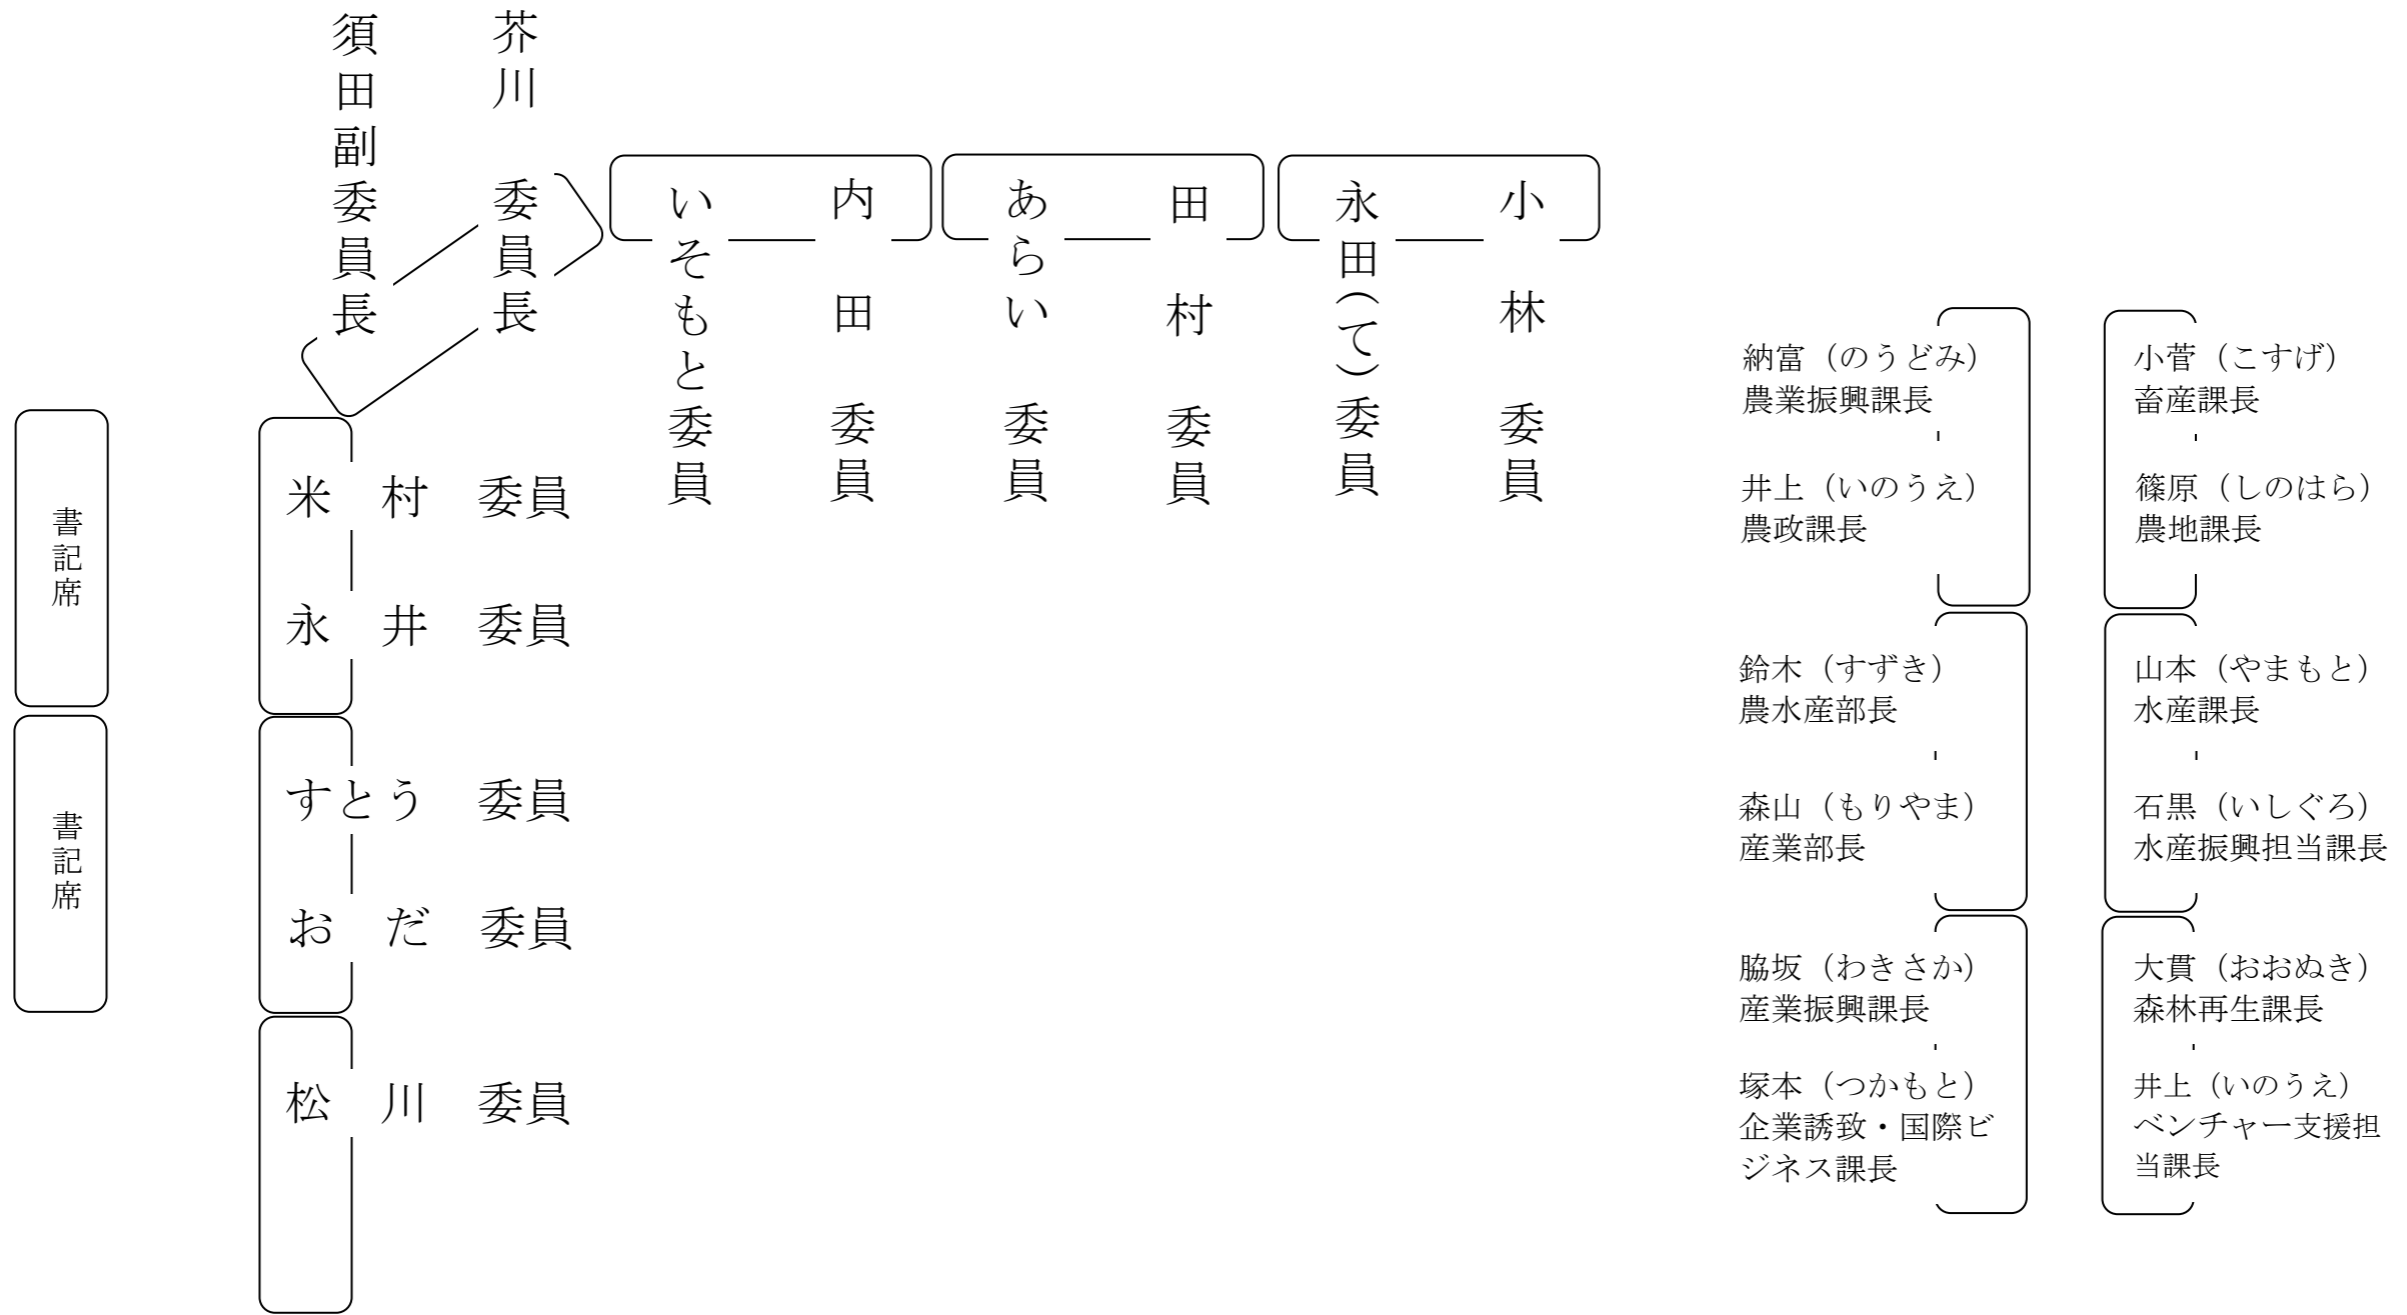 須田副委員長
芥川 委員長
いそもと委員
内田委員
あらい 委員
田村委員
永田(て)委員
小林委員
書記席
書記席
米村 委員
永井 委員
すとう 委員
おだ 委員
松川 委員
納富（のうどみ）
農業振興課長
井上（いのうえ）
農政課長
鈴木（すずき）
農水産部長
森山（もりやま）
産業部長
脇坂（わきさか）
産業振興課長
塚本（つかもと）
企業誘致・国際ビ
ジネス課長
小菅（こすげ）
畜産課長
篠原（しのはら）
農地課長
山本（やまもと）
水産課長
石黒（いしぐろ）
水産振興担当課長
大貫（おおぬき）
森林再生課長
井上（いのうえ）
ベンチャー支援担
当課長